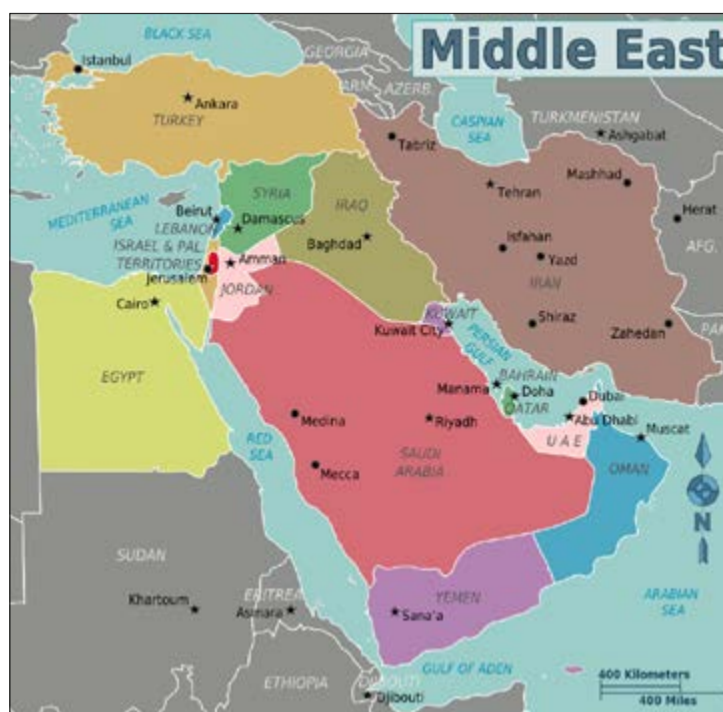 Middle East
BLACK SEA
GEORGIA
Istanbul
ARM.
AZERB.
CASPIAN
SEA
TURKMENISTAN
Ashgabat
Ankara
TURKEY
Tabriz
Tehran
Mashhad
SYRIA
IRAQ
MEDITERRANEAN
SEA
Beirut
LEBANON
Damascus
Herat
AFG.
Baghdad
Isfahan
Yazd
IRAN
ISRAEL & PAL.
TERRITORIES
Amman
Jerusalem
JORDAN
Cairo
KUWAIT
Kuwait City
Shiraz
Zahedan
PERSIAN
GULF
EGYPT
BAHRAIN
Manama
Doha
QATAR
Dubai
Abu Dhabi
U A E
Muscat
Medina
Riyadh
RED
SEA
SAUDI
ARABIA
Mecca
OMAN
N
SUDAN
Khartoum
ERITREA
Asmara
YEMEN
Sana'a
ARABIAN
SEA
GULF OF ADEN
ETHIOPIA
DJIBOUTI
Djibouti
400 Kilometers
400 Miles